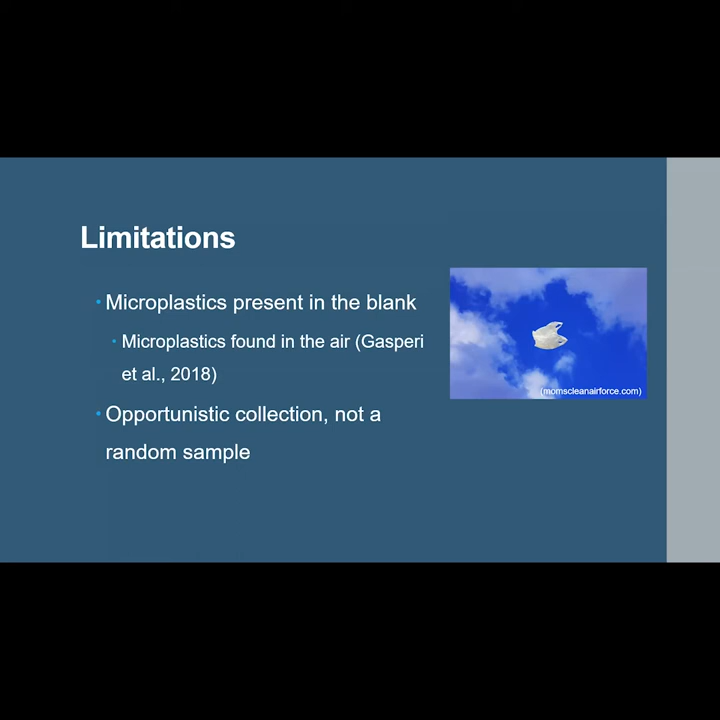 Limitations
• Microplastics present in the blank
• Microplastics found in the air (Gasperi
et al., 2018)
• Opportunistic collection, not a
random sample
(momscleanairforce.com)